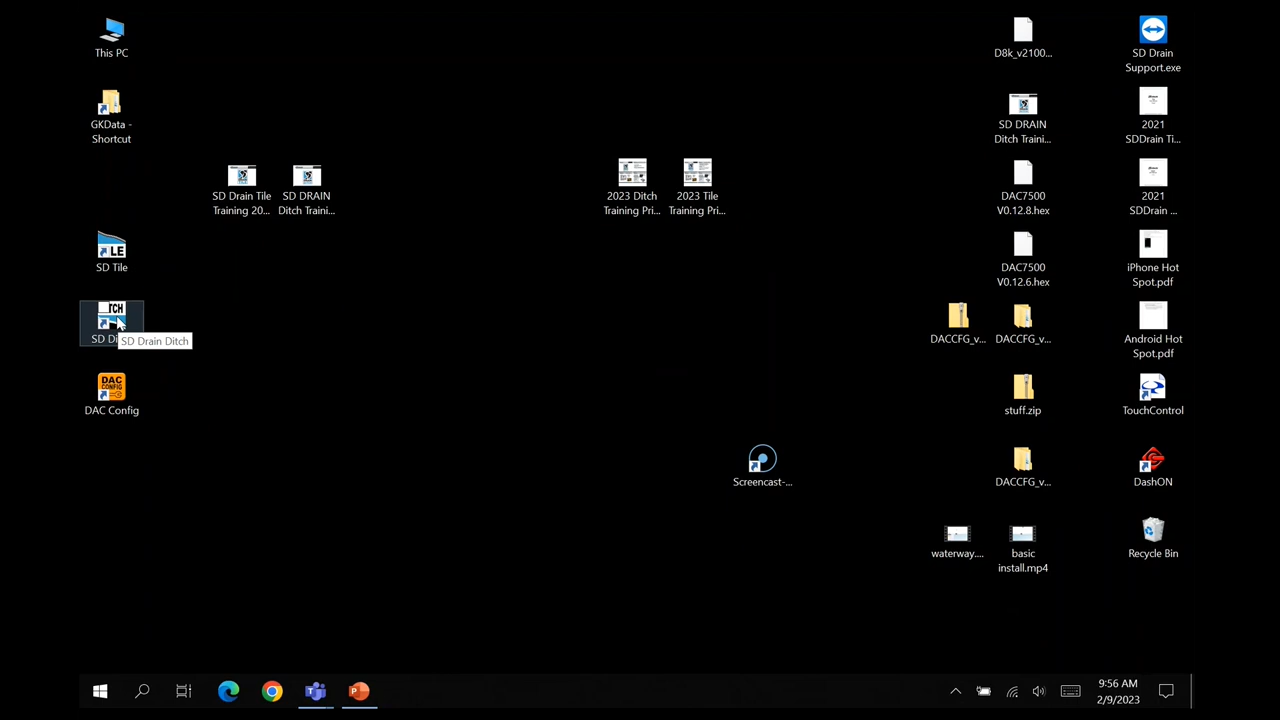 This PC
GKData -
Shortcut
SD Drain Tile
Training 20...
SD DRAIN
Ditch Traini...
LE
SD Tile
TCH
SD Di
SD Drain Ditch
DAC
CONFIG
DAC Config
2023 Ditch
Training Pri...
2023 Tile
Training Pri...
Screencast-...
D8k_v2100...
SD DRAIN
Ditch Traini...
DAC7500
V0.12.8.hex
DAC7500
V0.12.6.hex
DACCFG_v...
DACCFG_v...
stuff.zip
DACCFG_v...
waterway....
basic
install.mp4
SD Drain
Support.exe
2021
SDDrain Ti...
2021
SDDrain ...
iPhone Hot
Spot.pdf
Android Hot
Spot.pdf
TouchControl
DashON
Recycle Bin
9:56 AM
2/9/2023